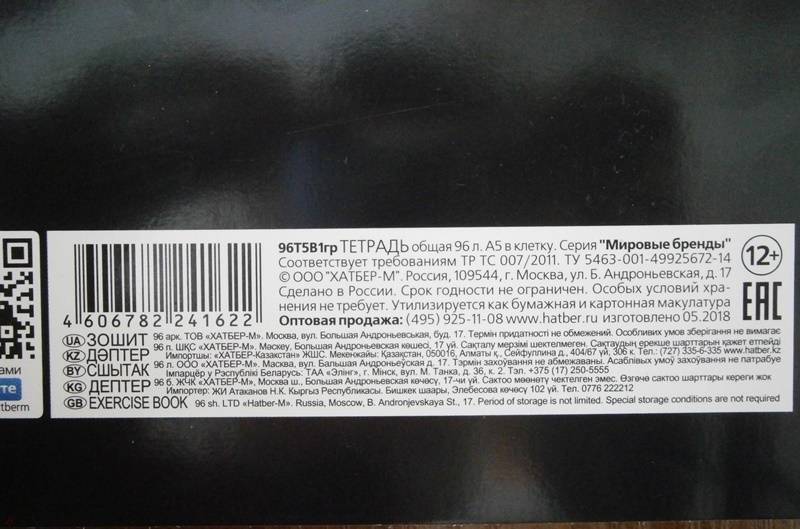 96Т5В1гр ТЕТРАДЬ общая 96 л. А5 в клетку. Серия "Мировые бренды"
Соответствует требованиям ТР ТС 007/2011. ТУ 5463-001-49925672-14
© ООО "ХАТБЕР-М". Россия, 109544, г. Москва, ул. Б. Андроньевская, д. 17
Сделано в России. Срок годности не ограничен. Особых условий хране-
ния не требует. Утилизируется как бумажная и картонная макулатура
Оптовая продажа: (495) 925-11-08 www.hatber.ru Изготовлено 05.2018
12+
EAC
4 606782 241622
UA ЗОШИТ 96 арк. ТОВ «ХАТБЕР-М». Москва, вул. Большая Андроньевська, буд. 17. Термін придатності не обмежений. Особливих умов зберігання не вимагає
KZ ДӘПТЕР 96 п. ШҚС «ХАТБЕР-М». Маскеу, Большая Андроньевская көшесі, 17 үй. Сақталу мерзімі шектелмеген. Сақтаудың ерекше шарттарын қажет етпейді
Импортшы: «ХАТБЕР-Казахстан» ЖШС. Мекенжайы: Қазақстан, 050016, Алматы қ., Сейфуллина д., 404/67 үй, 306 к. Тел.: (727) 335-6-335 www.hatber.kz
BY СШЫТАК 96 л. ООО «ХАТБЕР-М». Масква, вул. Вальшая Андроньеўская д. 17. Тэрмін захоўвання не абмежаваны. Асаблівых умоў захоўвання не патрабуе
Імпарцёр у Рэспубліку Беларусь: ТАА «Элінг», г. Мінск, вул. М. Танка, д. 36, к. 2. Тэл. +375 (17) 250-5555
KG ДЕПТЕР 96 б. ЖЧК «ХАТБЕР-М», Москва ш., Большая Андроньевская көчөсү, 17-чи үй. Сактоо мөөнөтү чектелген эмес. Өзгөчө сактоо шарттары кереги жок
Импортер: ЖИ Атаканов Н.К. Кыргыз Республикасы. Бишкек шаары, Элебесова көчөсү 102 үй. Тел. 0776 222212
GB EXERCISE BOOK 96 sh. LTD «Hatber-M». Russia, Moscow, B. Andronjevskaya St., 17. Period of storage is not limited. Special storage conditions are not required